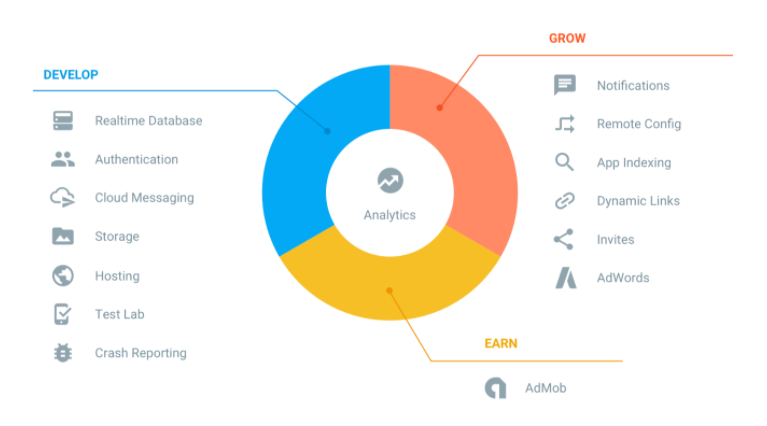 DEVELOP
Realtime Database
Authentication
Cloud Messaging
Storage
Hosting
Test Lab
Crash Reporting
Analytics
GROW
Notifications
Remote Config
App Indexing
Dynamic Links
Invites
AdWords
EARN
AdMob